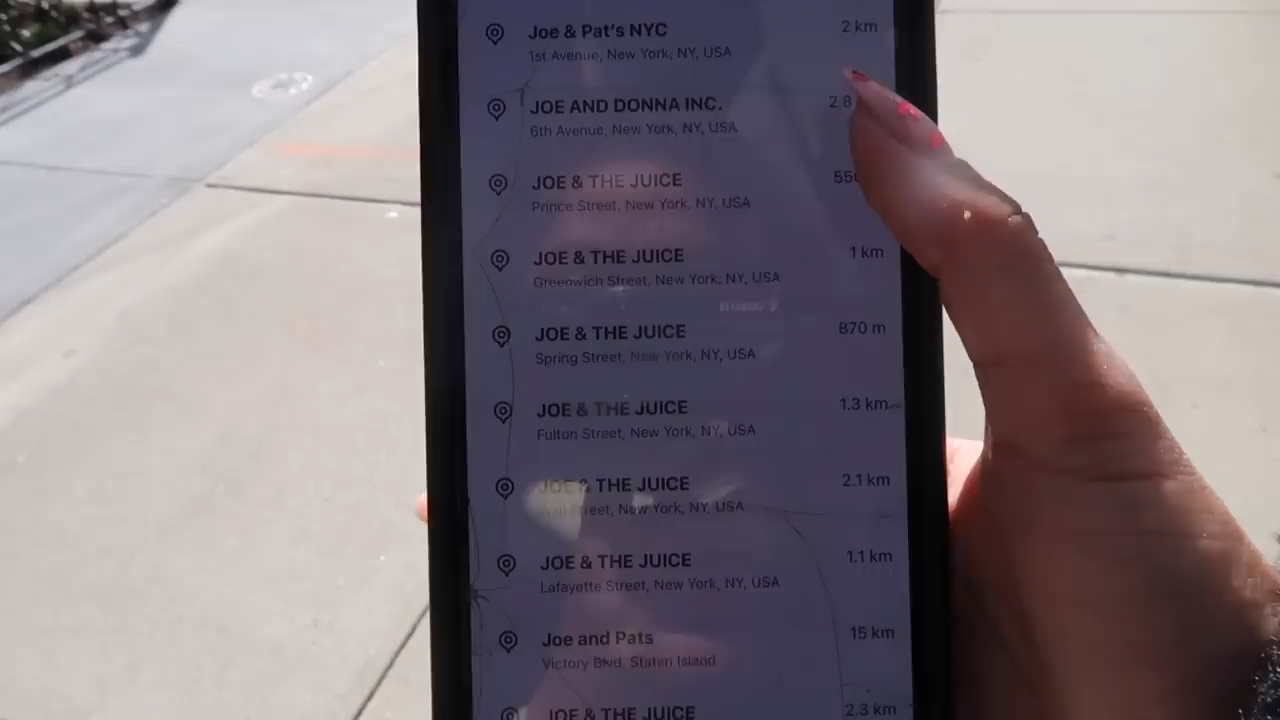 Joe & Pat's NYC
2 km
1st Avenue, New York, NY, USA
JOE AND DONNA INC.
2.8
6th Avenue, New York, NY, USA
JOE & THE JUICE
Prince Street, New York, NY, USA
JOE & THE JUICE
1 km
Greenwich Street, New York, NY, USA
JOE & THE JUICE
870 m
Spring Street, New York, NY, USA
JOE & THE JUICE
1.3 km
Fulton Street, New York, NY, USA
JOE & THE JUICE
2.1 km
New York, NY, USA
JOE & THE JUICE
1.1 km
Lafayette Street, New York, NY, USA
Joe and Pats
15 km
Victory Blvd, Staten Island
JOE & THE JUICE
2.3 km